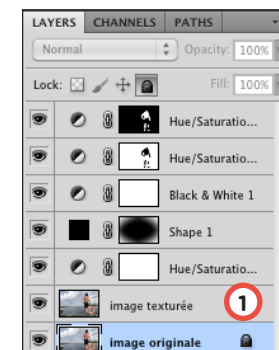 LAYERS CHANNELS PATHS
Normal Opacity: 100%
Lock: Fill: 100%
Hue/Saturatio...
Hue/Saturatio...
Black & White 1
Shape 1
Hue/Saturatio...
image texturée 1
image originale